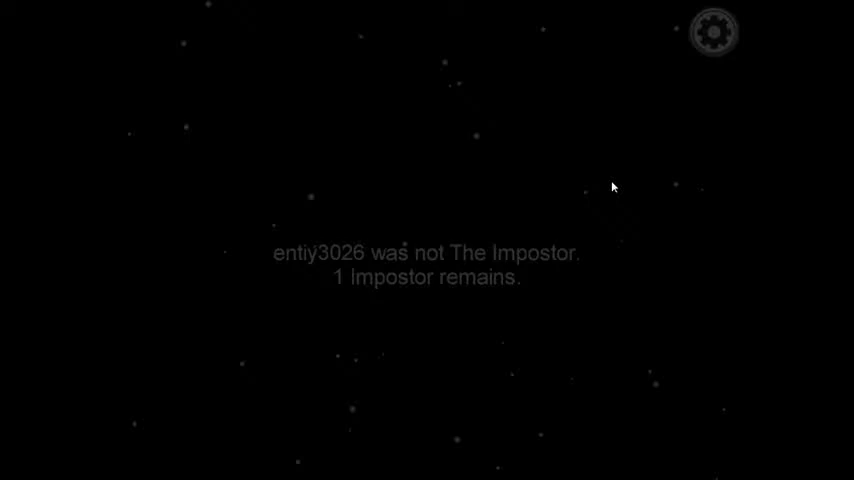 entiy3026 was not The Impostor.
1 Impostor remains.